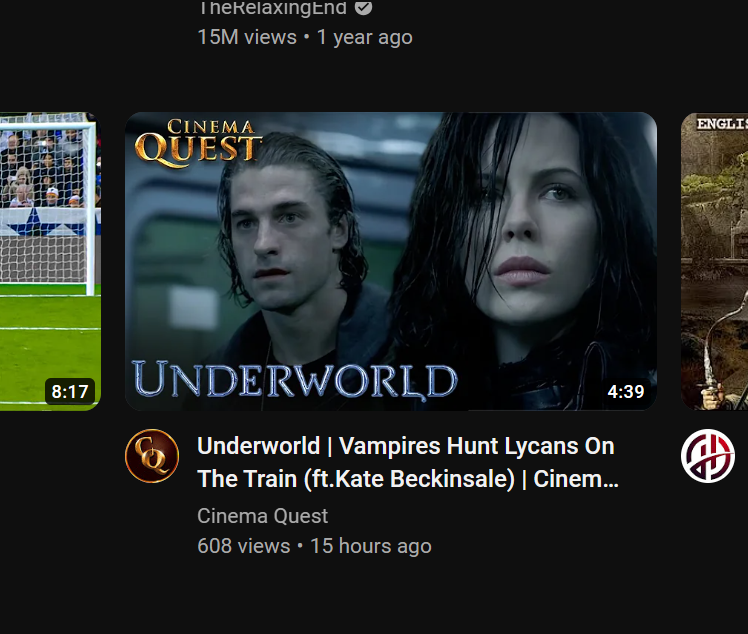 TheRelaxingEnd
15M views • 1 year ago
CINEMA
QUEST
UNDERWORLD
8:17
4:39
CQ
Underworld | Vampires Hunt Lycans On
The Train (ft.Kate Beckinsale) | Cinem…
Cinema Quest
608 views • 15 hours ago